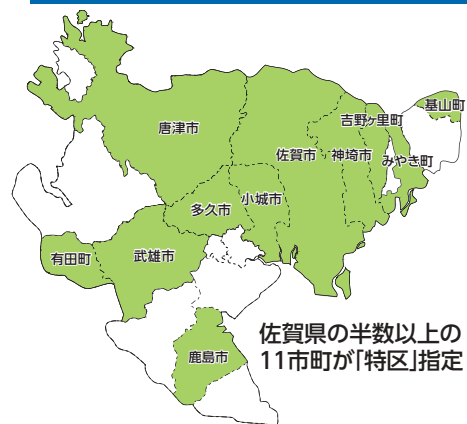 基山町
吉野ヶ里町
唐津市
佐賀市
神埼市
みやき町
小城市
多久市
有田町
武雄市
鹿島市
佐賀県の半数以上の
11市町が「特区」指定